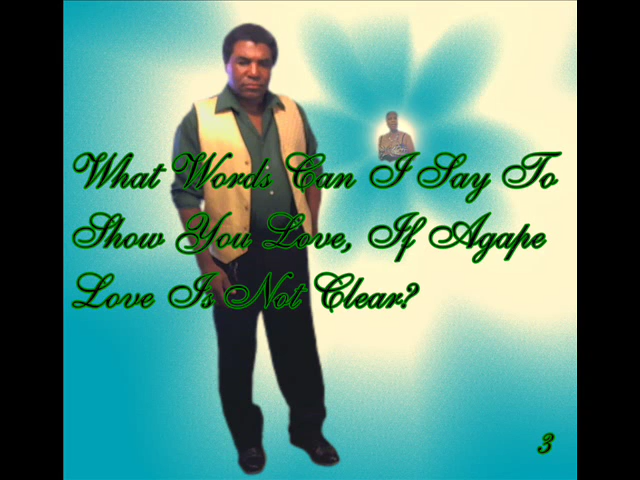 What Words Can I Say To
Show You Love, If Agape
Love Is Not Clear?
3